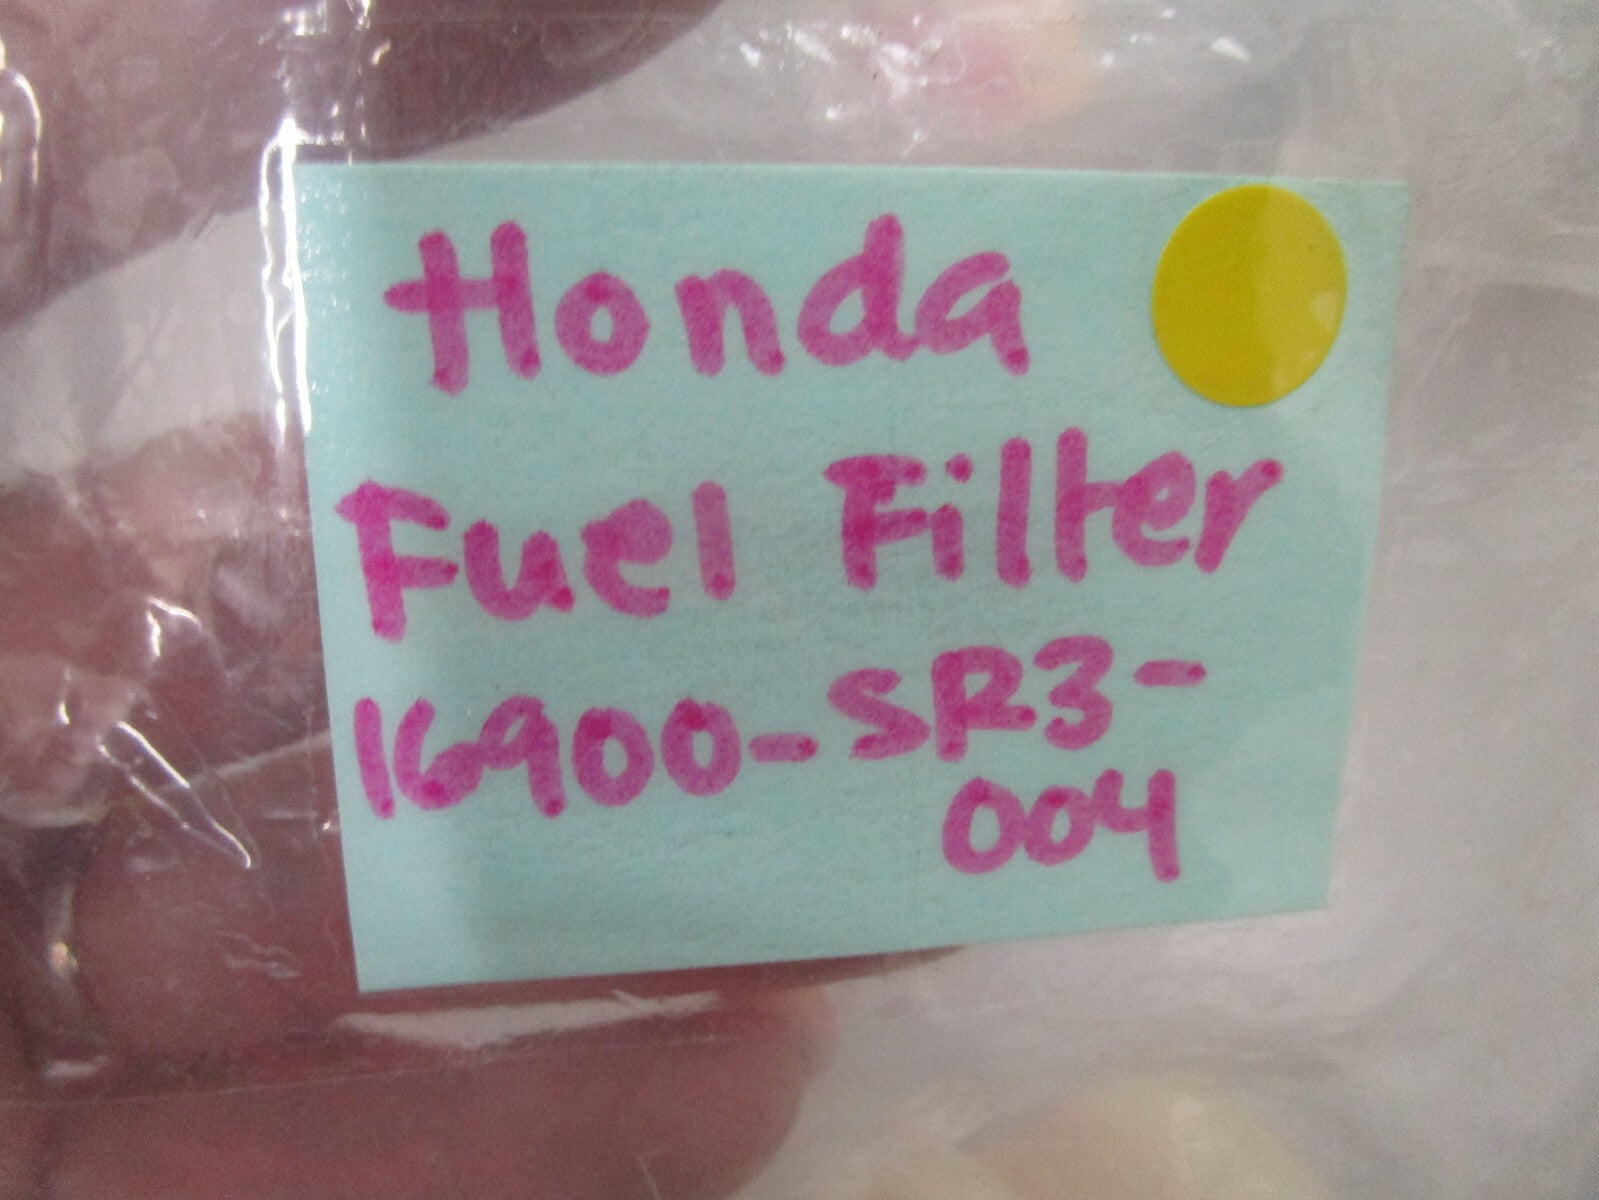 Honda
Fuel Filter
16900-SR3-
004